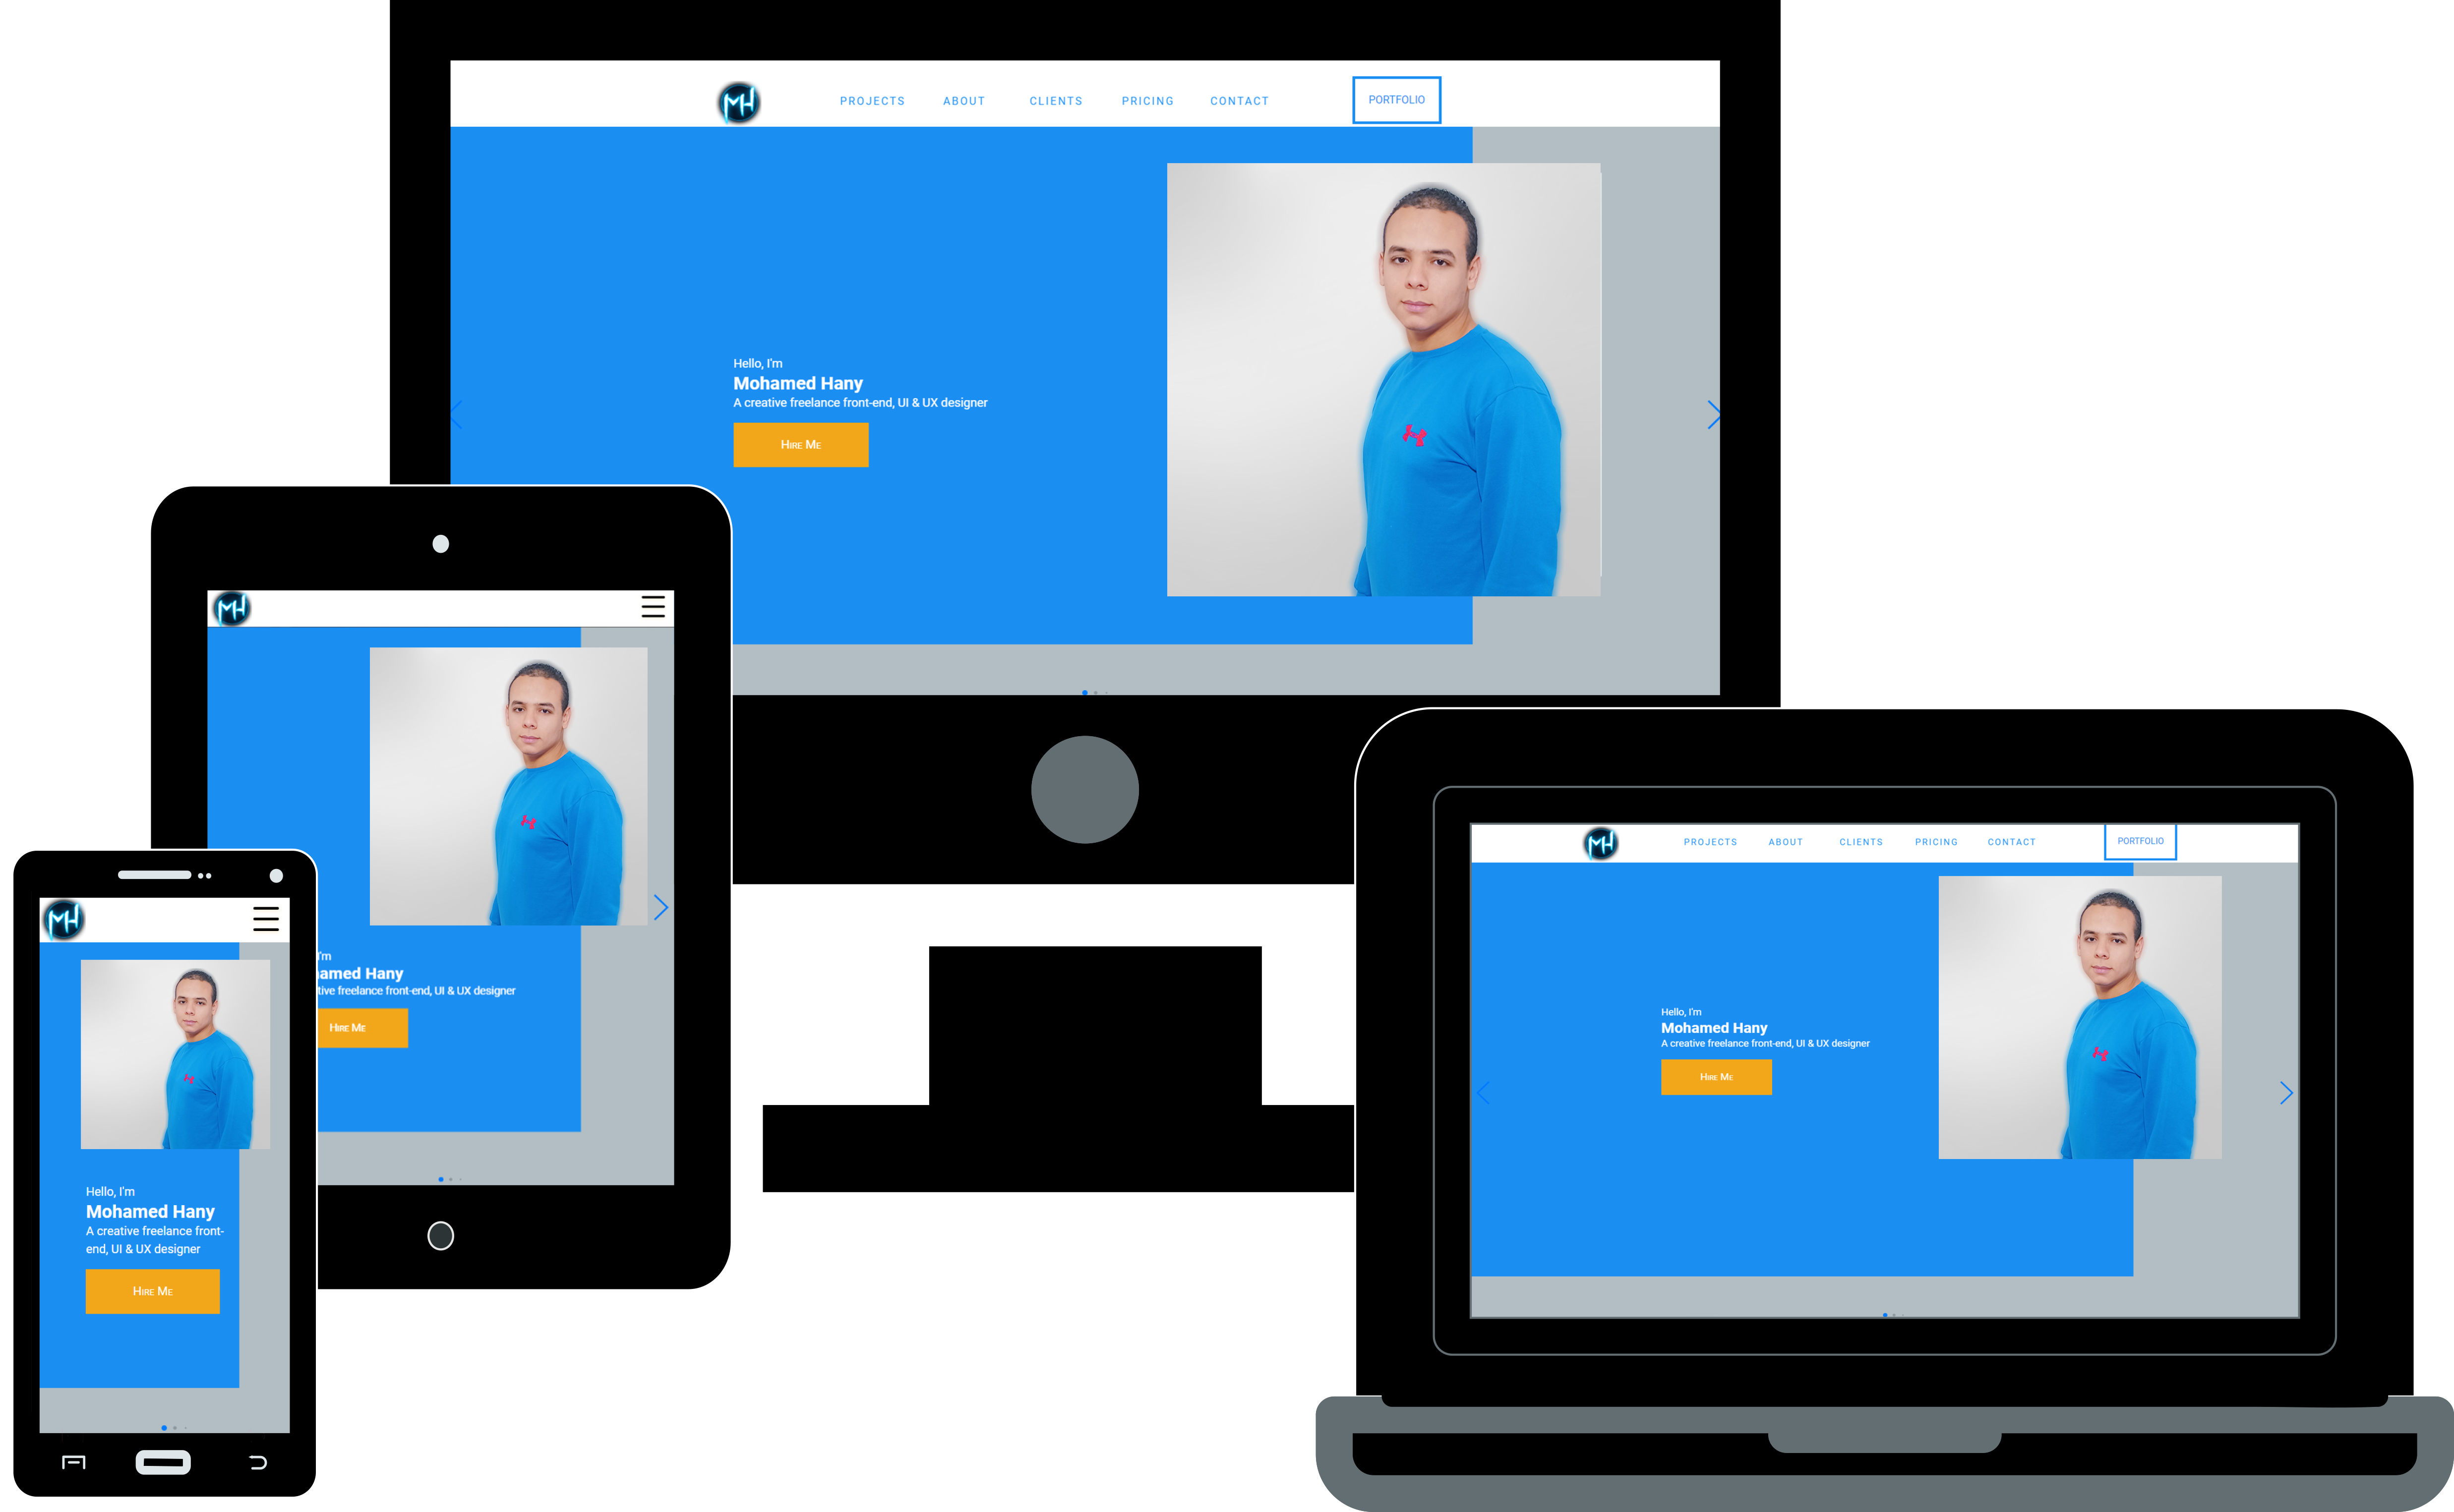 MH
PROJECTS ABOUT CLIENTS PRICING CONTACT PORTFOLIO
Hello, I'm
Mohamed Hany
A creative freelance front-end, UI & UX designer
Hire Me
MH
I'm
amed Hany
tive freelance front-end, UI & UX designer
Hire Me
MH
Hello, I'm
Mohamed Hany
A creative freelance front-
end, UI & UX designer
Hire Me
MH
PROJECTS ABOUT CLIENTS PRICING CONTACT PORTFOLIO
Hello, I'm
Mohamed Hany
A creative freelance front-end, UI & UX designer
Hire Me